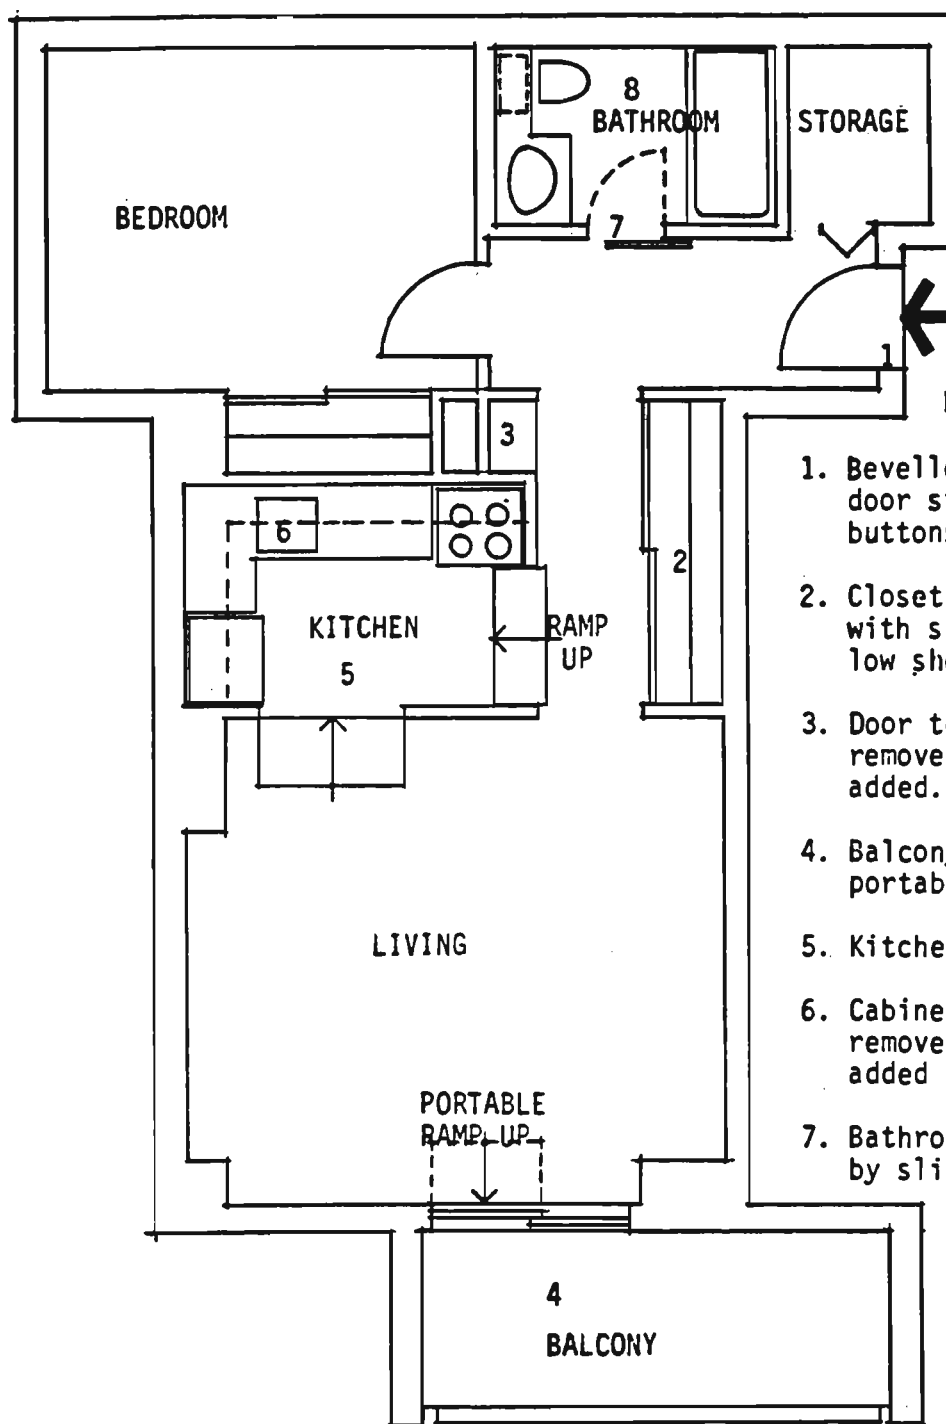 8
BATHROOM
STORAGE
BEDROOM
7
1
3
1. Bevell
door s
button
6
2
2. Closet
with s
low sh
KITCHEN
RAMP
UP
5
3. Door t
remove
added.
4. Balcon
portab
LIVING
5. Kitche
6. Cabine
remove
added
PORTABLE
RAMP UP
7. Bathro
by sli
4
BALCONY